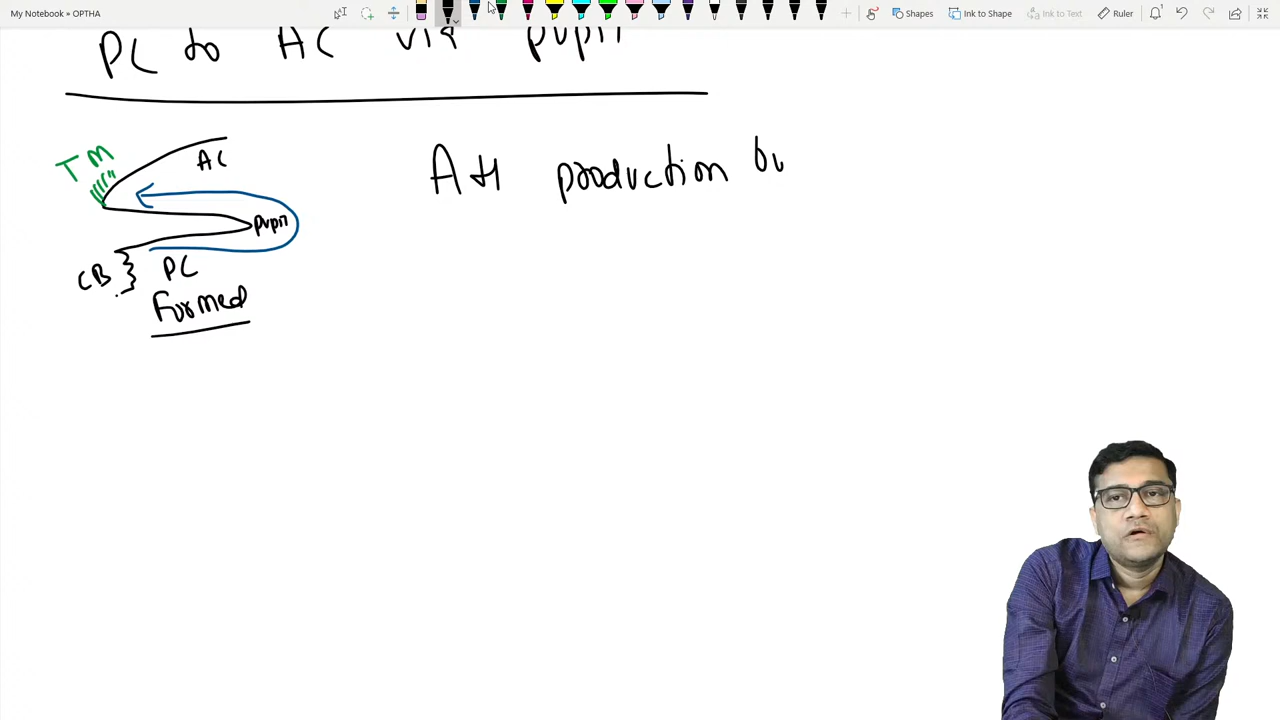 My Notebook » OPTHA
Shapes
Ink to Shape
Ink to Text
Ruler
PC to AC via pupil
TM
AC
pupil
CB
PC
Formed
AH production by